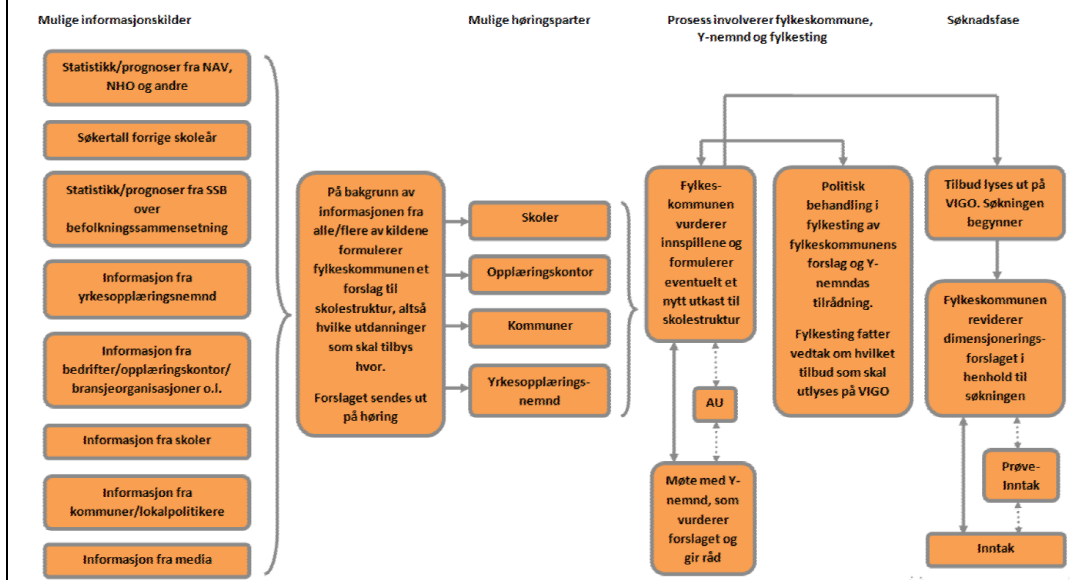 Mulige informasjonskilder
Statistikk/prognoser fra NAV,
NHO og andre
Søkertall forrige skoleår
Statistikk/prognoser fra SSB
over
befolkningssammensetning
Informasjon fra
yrkesopplæringsnemnd
Informasjon fra
bedrifter/opplæringskontor/
bransjeorganisasjoner o.l.
Informasjon fra skoler
Informasjon fra
kommuner/lokalpolitikere
Informasjon fra media
På bakgrunn av
informasjonen fra
alle/flere av kildene
formulerer
fylkeskommunen et
forslag til
skolestruktur, altså
hvilke utdanninger
som skal tilbys
hvor.
Forslaget sendes ut
på høring
Mulige høringsparter
Skoler
Opplæringskontor
Kommuner
Yrkesopplærings-
nemnd
Prosess involverer fylkeskommune,
Y-nemnd og fylkesting
Fylkes-
kommunen
vurderer
innspillene og
formulerer
eventuelt et
nytt utkast til
skolestruktur
AU
Møte med Y-
nemnd, som
vurderer
forslaget og
gir råd
Politisk
behandling i
fylkesting av
fylkeskommunens
forslag og Y-
nemndas
tilrådning.
Fylkesting fatter
vedtak om hvilket
tilbud som skal
utlyses på VIGO
Søknadsfase
Tilbud lyses ut på
VIGO. Søkningen
begynner
Fylkeskommunen
reviderer
dimensjonerings-
forslaget i
henhold til
søkningen
Prøve-
Inntak
Inntak